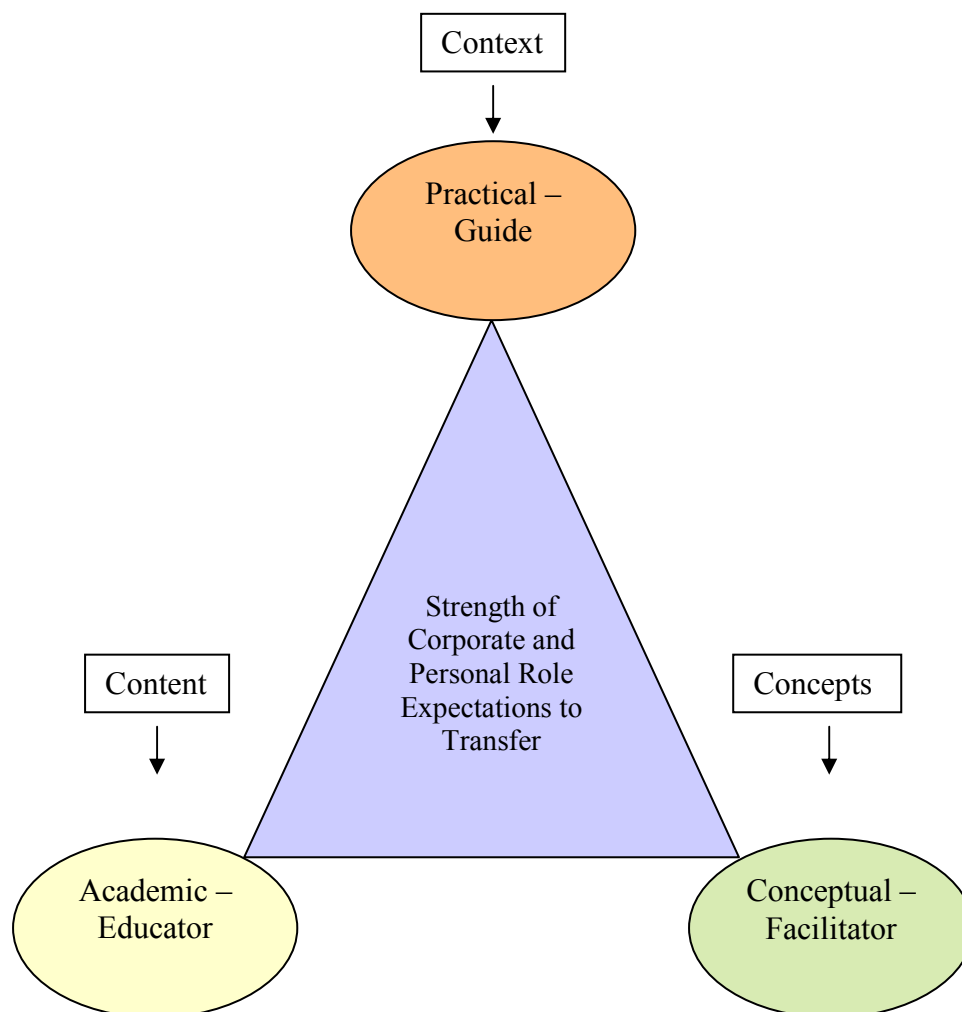 Context
Practical –
Guide
Strength of
Corporate and
Personal Role
Expectations to
Transfer
Content
Concepts
Academic –
Educator
Conceptual –
Facilitator